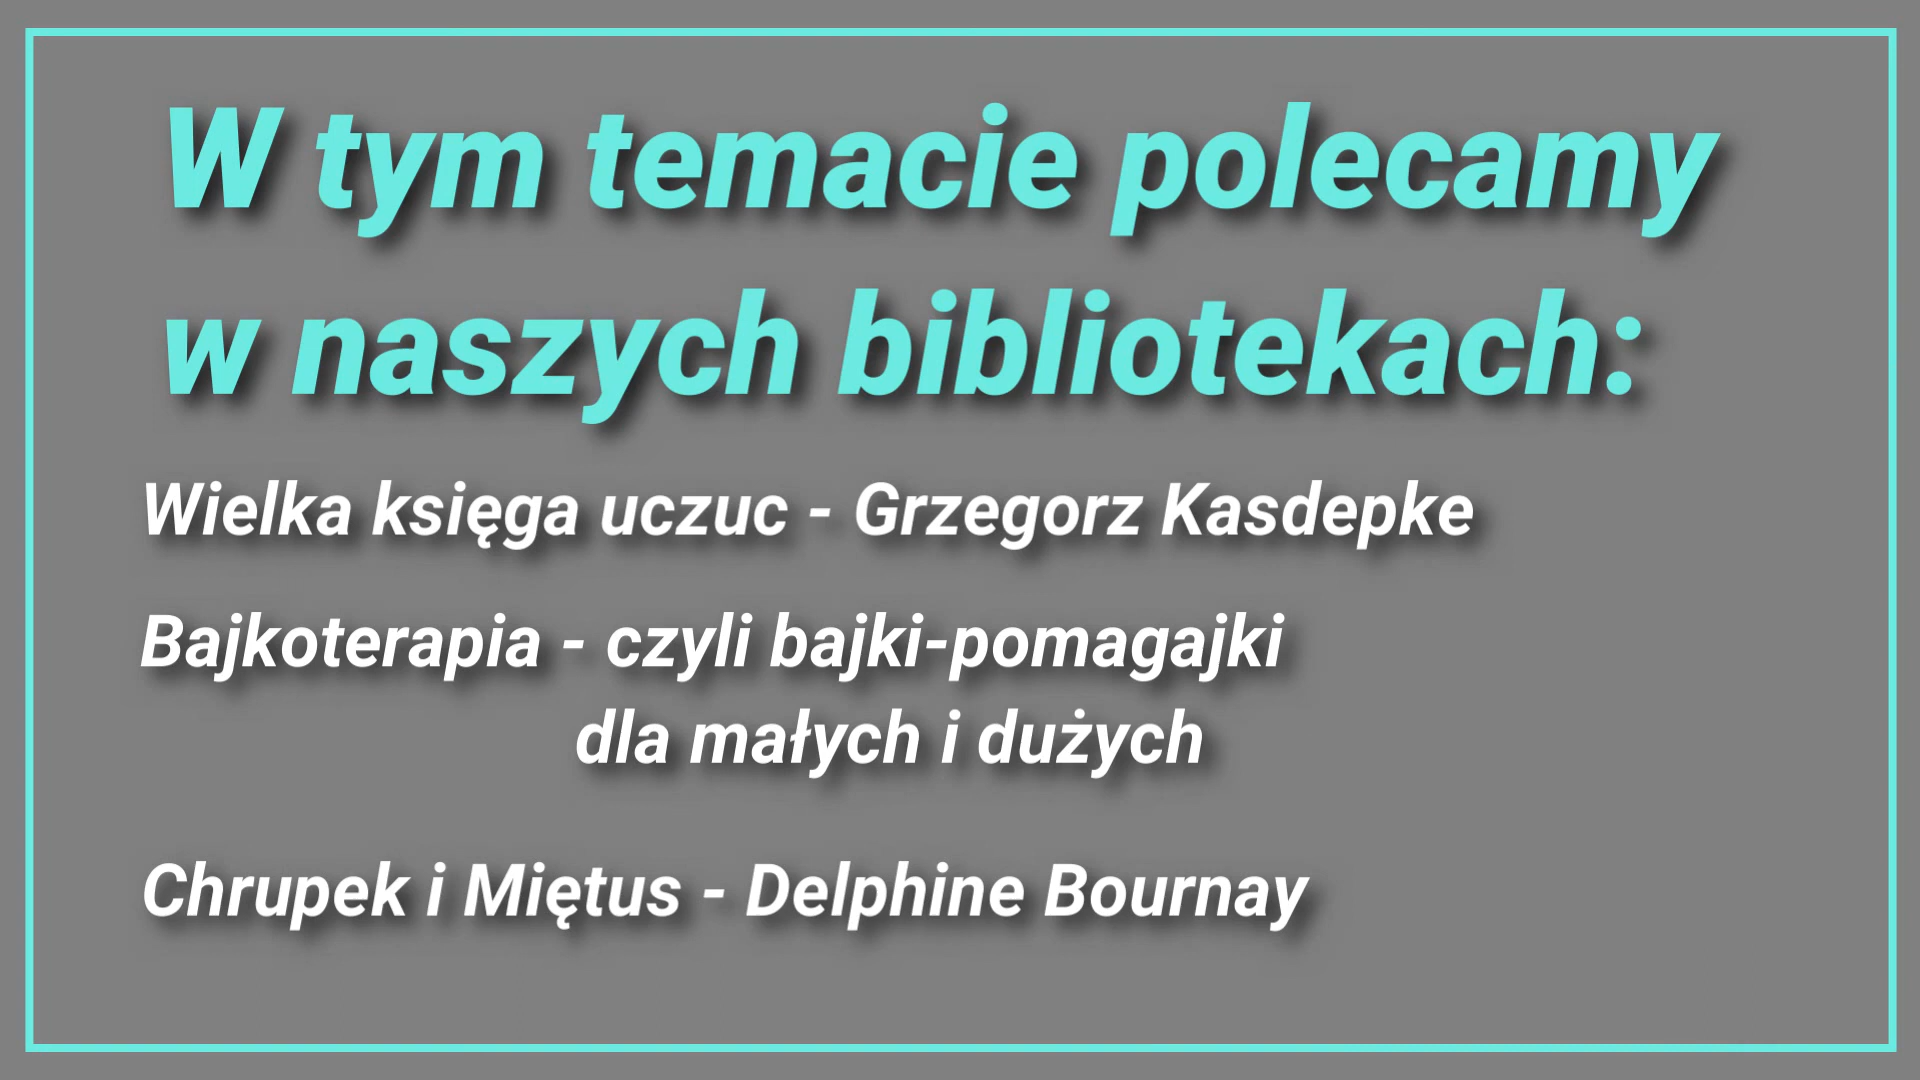 W tym temacie polecamy
w naszych bibliotekach:
Wielka księga uczuc - Grzegorz Kasdepke
Bajkoterapia - czyli bajki-pomagajki
dla małych i dużych
Chrupek i Miętus - Delphine Bournay